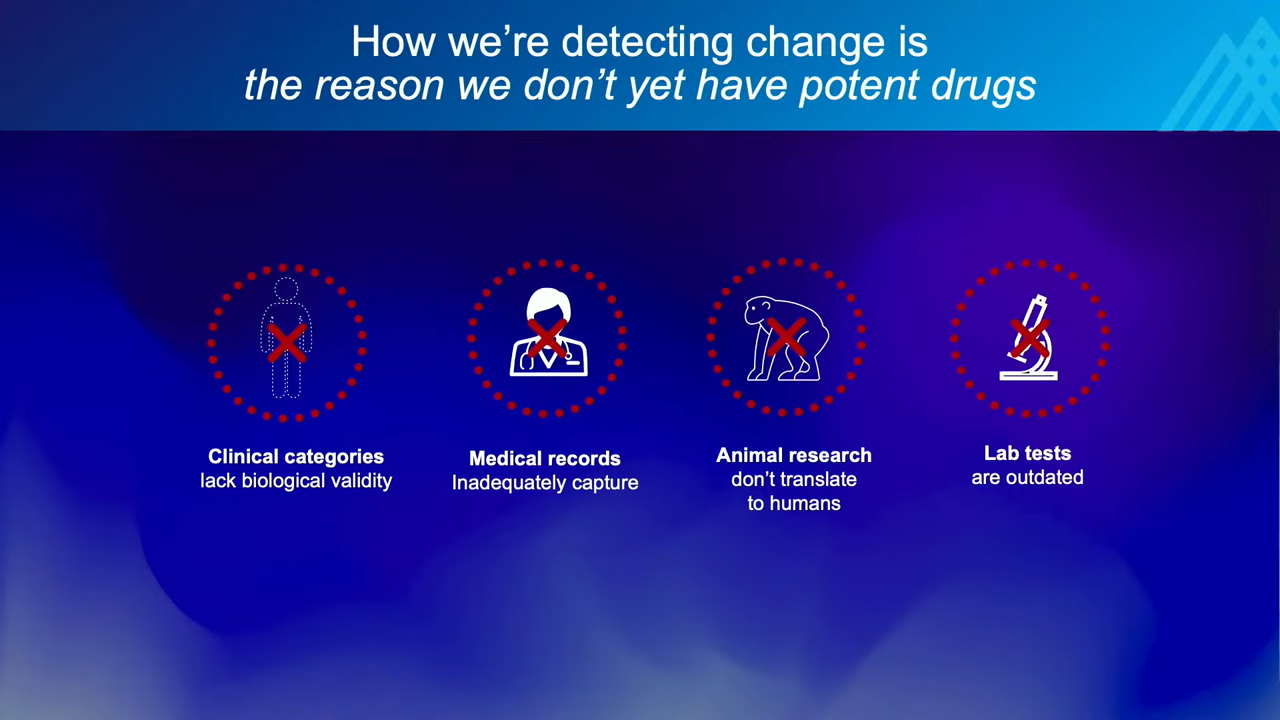 How we’re detecting change is
the reason we don’t yet have potent drugs
Clinical categories
lack biological validity
Medical records
Inadequately capture
Animal research
don’t translate
to humans
Lab tests
are outdated